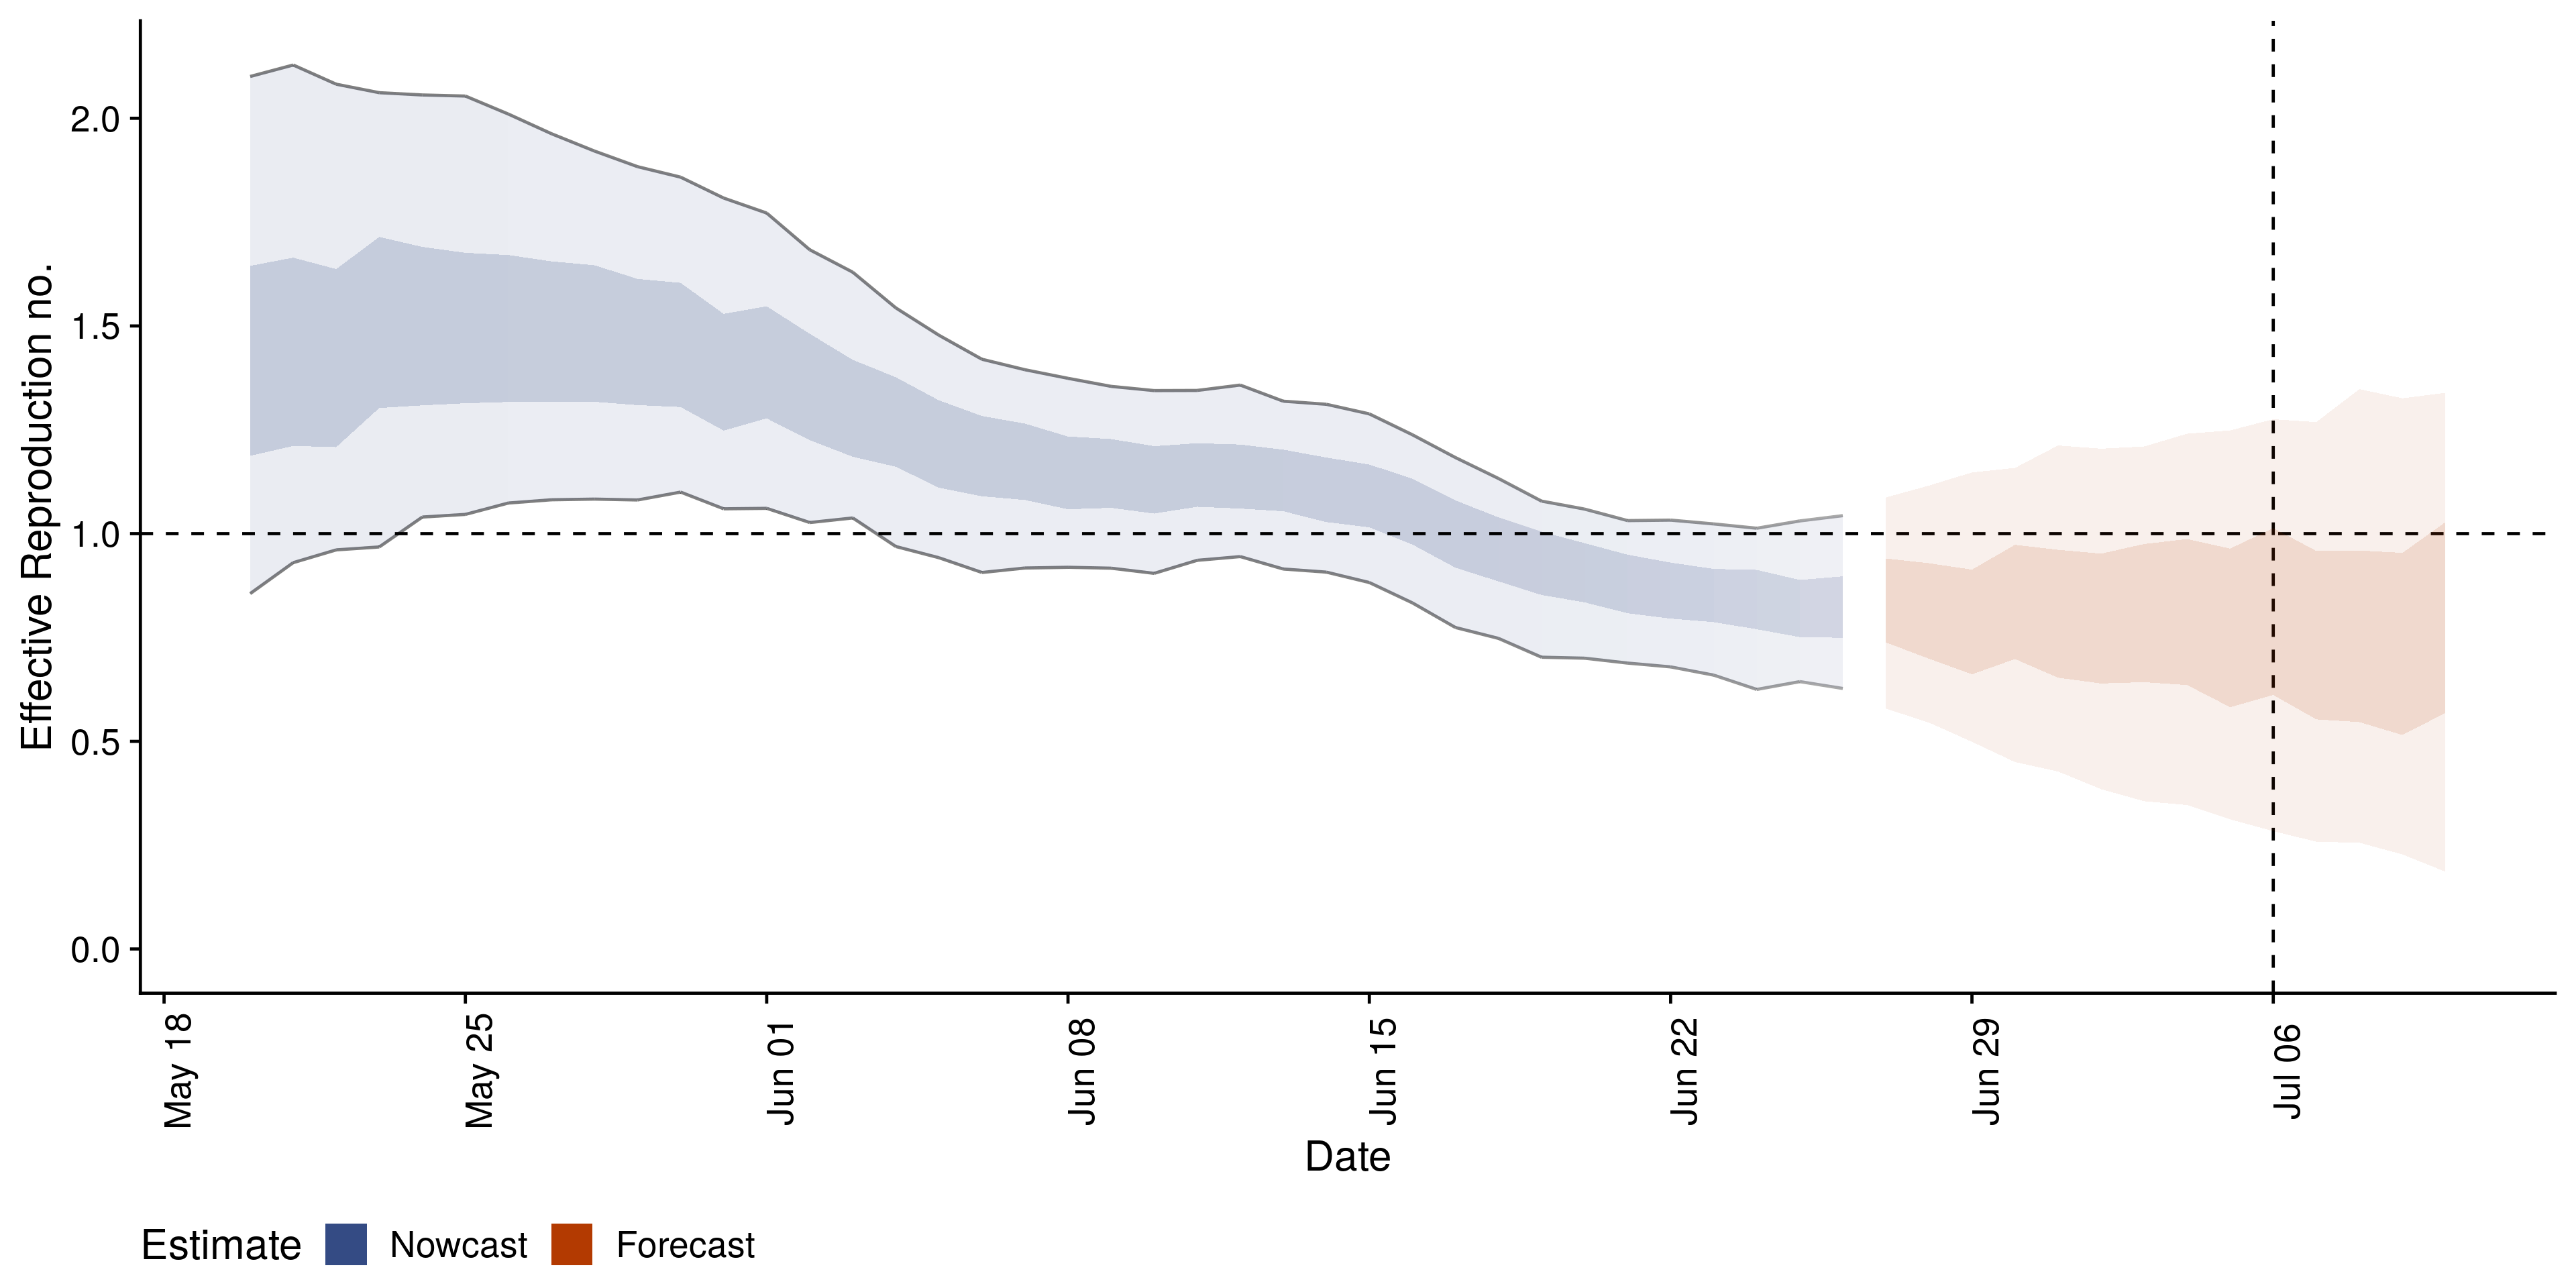 Effective Reproduction no.
2.0
1.5
1.0
0.5
0.0
May 18
May 25
Jun 01
Jun 08
Jun 15
Jun 22
Jun 29
Jul 06
Date
Estimate Nowcast Forecast